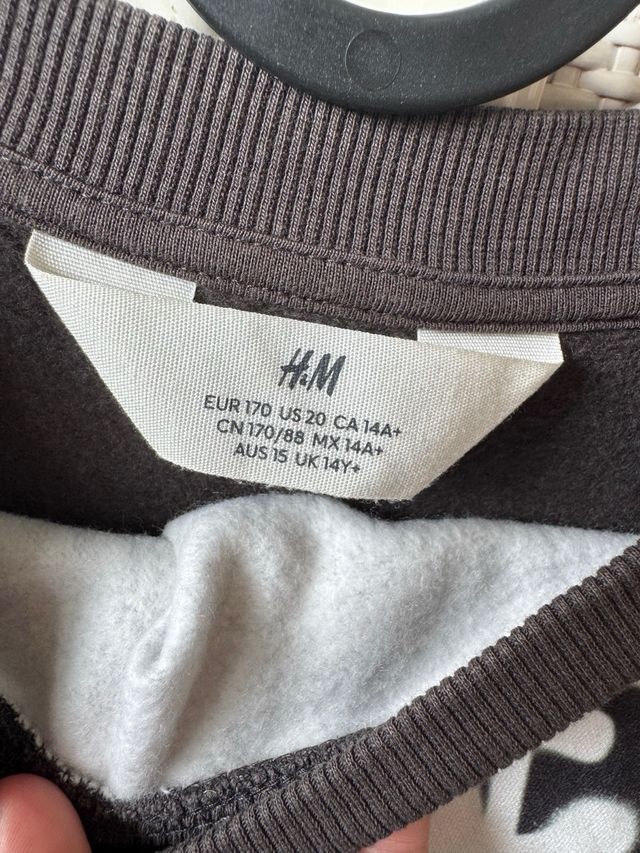 H&M
EUR 170 US 20 CA 14A+
CN 170/88 MX 14A+
AUS 15 UK 14Y+